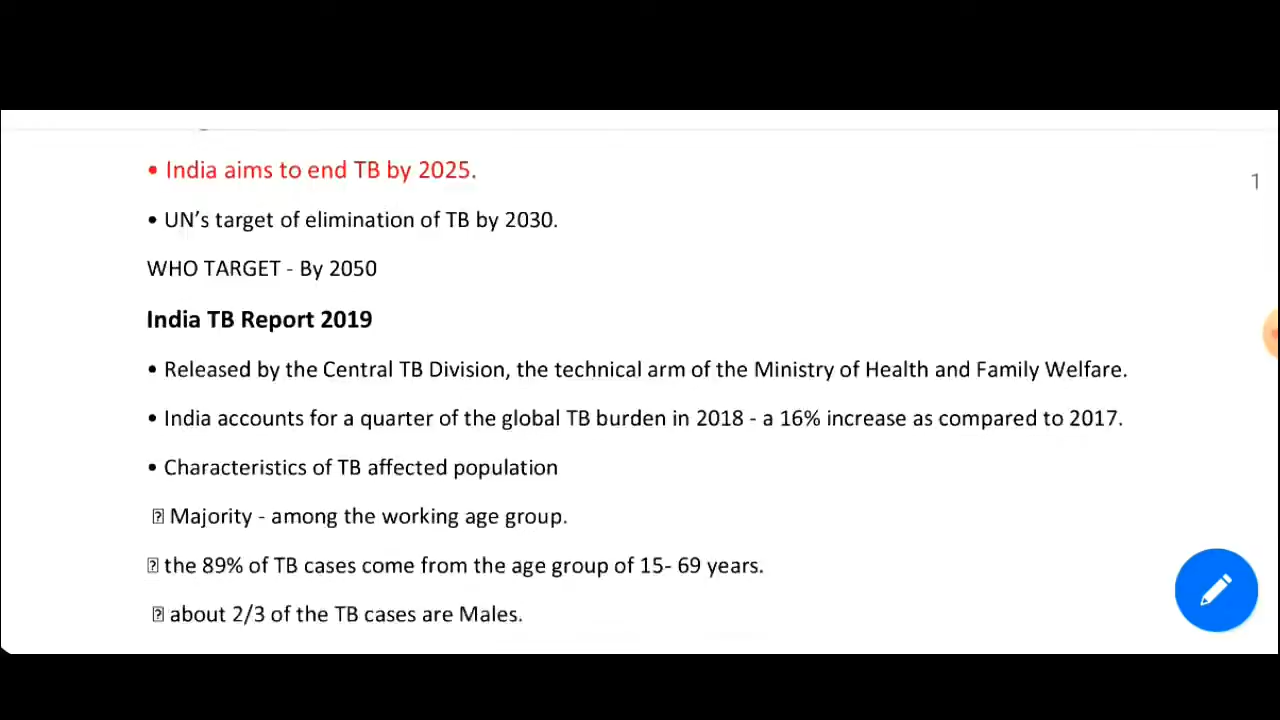 • India aims to end TB by 2025.
1
• UN’s target of elimination of TB by 2030.
WHO TARGET - By 2050
India TB Report 2019
• Released by the Central TB Division, the technical arm of the Ministry of Health and Family Welfare.
• India accounts for a quarter of the global TB burden in 2018 - a 16% increase as compared to 2017.
• Characteristics of TB affected population
⍰ Majority - among the working age group.
⍰ the 89% of TB cases come from the age group of 15- 69 years.
⍰ about 2/3 of the TB cases are Males.